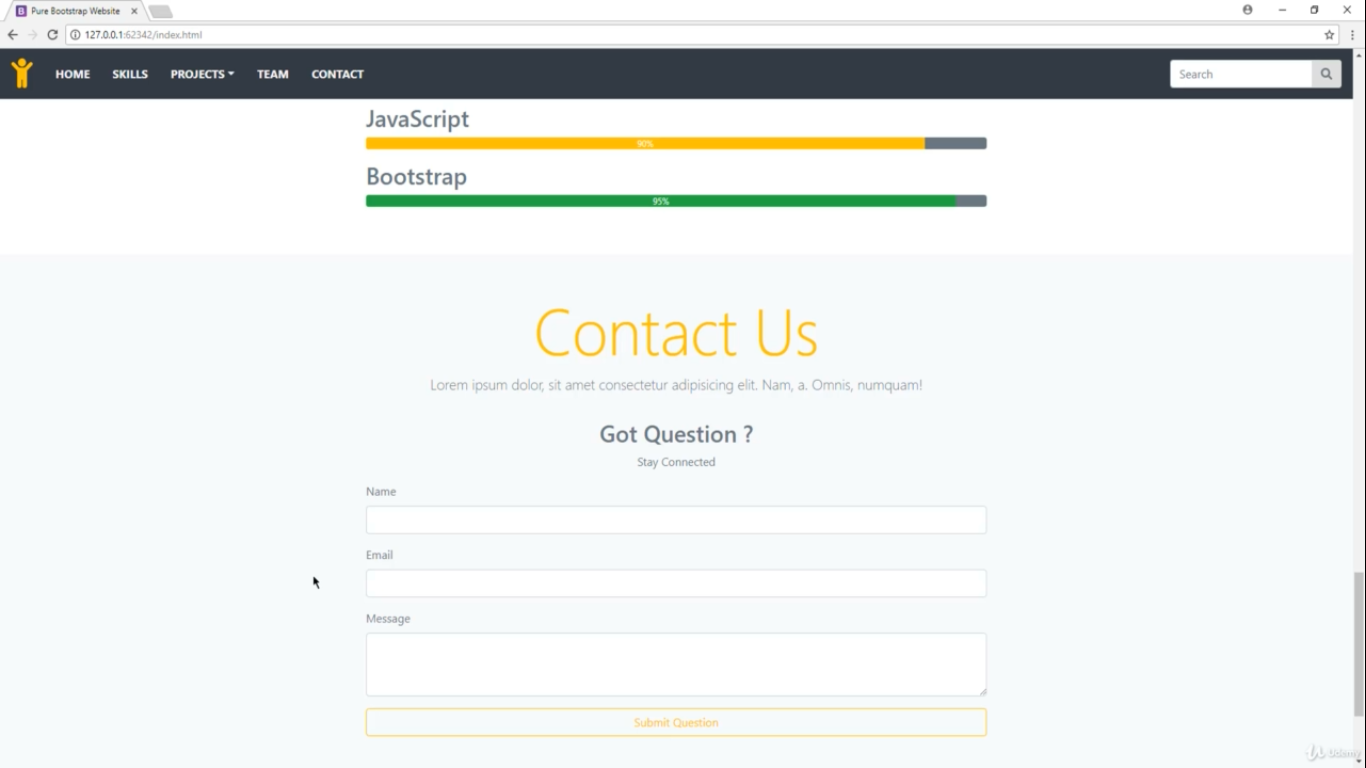 Pure Bootstrap Website
127.0.0.1:62342/index.html
HOME SKILLS PROJECTS TEAM CONTACT Search
JavaScript
90%
Bootstrap
95%
Contact Us
Lorem ipsum dolor, sit amet consectetur adipisicing elit. Nam, a. Omnis, numquam!
Got Question ?
Stay Connected
Name
Email
Message
Submit Question
Udemy